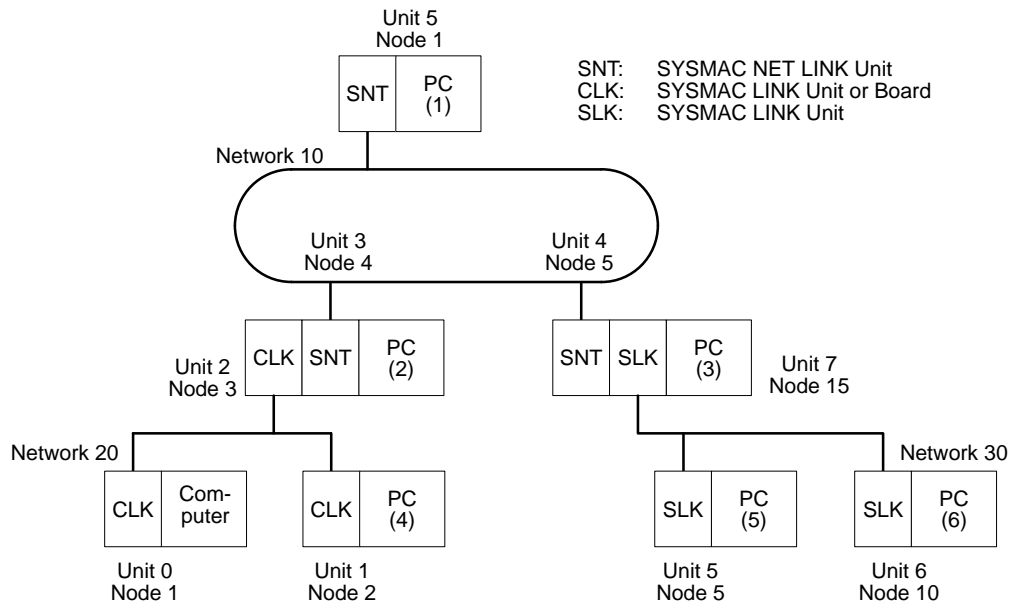 Unit 5
Node 1
SNT
PC
(1)
SNT: SYSMAC NET LINK Unit
CLK: SYSMAC LINK Unit or Board
SLK: SYSMAC LINK Unit
Network 10
Unit 3
Node 4
Unit 4
Node 5
Unit 2
Node 3
CLK
SNT
PC
(2)
SNT
SLK
PC
(3)
Unit 7
Node 15
Network 20
CLK
Com-
puter
CLK
PC
(4)
Network 30
SLK
PC
(5)
SLK
PC
(6)
Unit 0
Node 1
Unit 1
Node 2
Unit 5
Node 5
Unit 6
Node 10